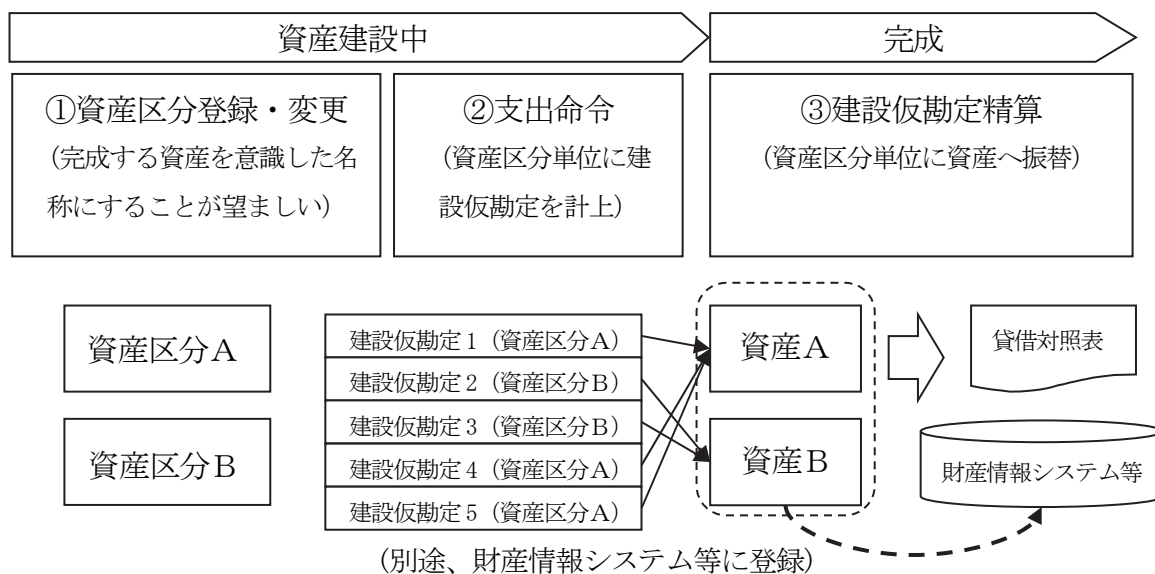 資産建設中
完成
①資産区分登録・変更
(完成する資産を意識した名
称にすることが望ましい)
②支出命令
(資産区分単位に建
設仮勘定を計上)
③建設仮勘定精算
(資産区分単位に資産へ振替)
資産区分A
資産区分B
建設仮勘定1(資産区分A)
建設仮勘定2(資産区分B)
建設仮勘定3(資産区分B)
建設仮勘定4(資産区分A)
建設仮勘定5(資産区分A)
資産A
資産B
貸借対照表
財産情報システム等
(別途、財産情報システム等に登録)